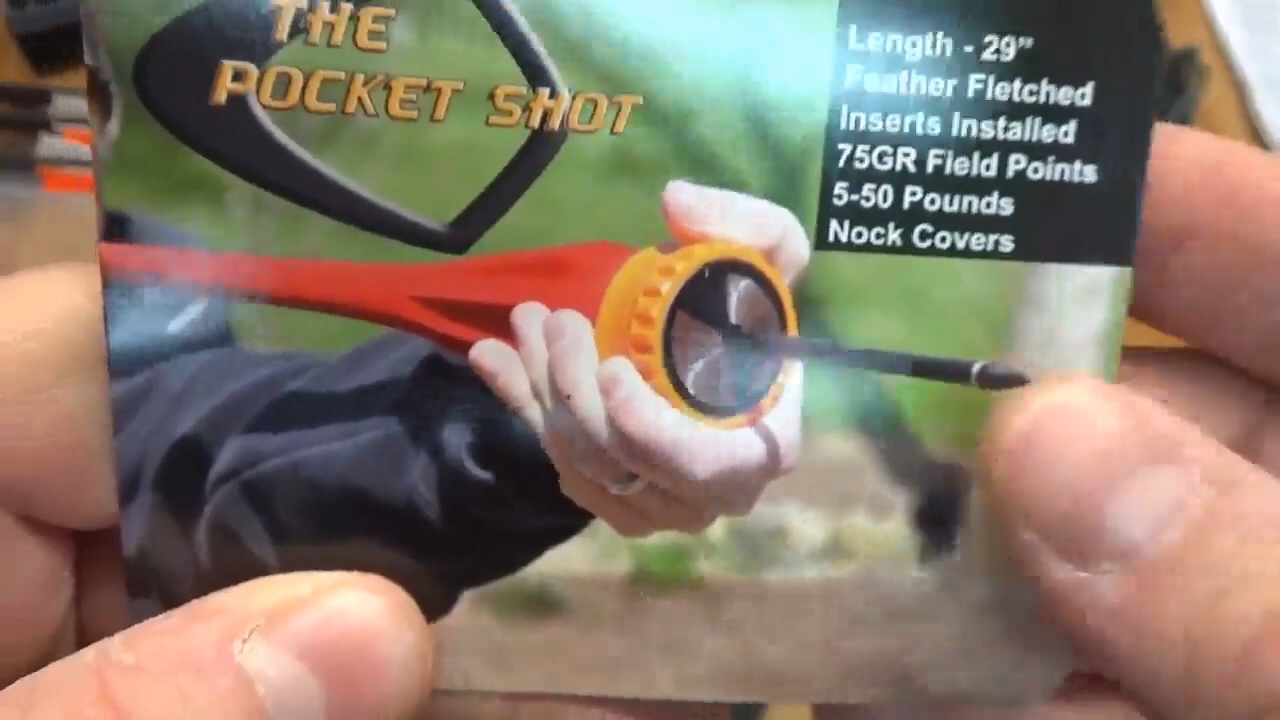 THE
POCKET SHOT
Length - 29"
Feather Fletched
Inserts Installed
75GR Field Points
5-50 Pounds
Nock Covers